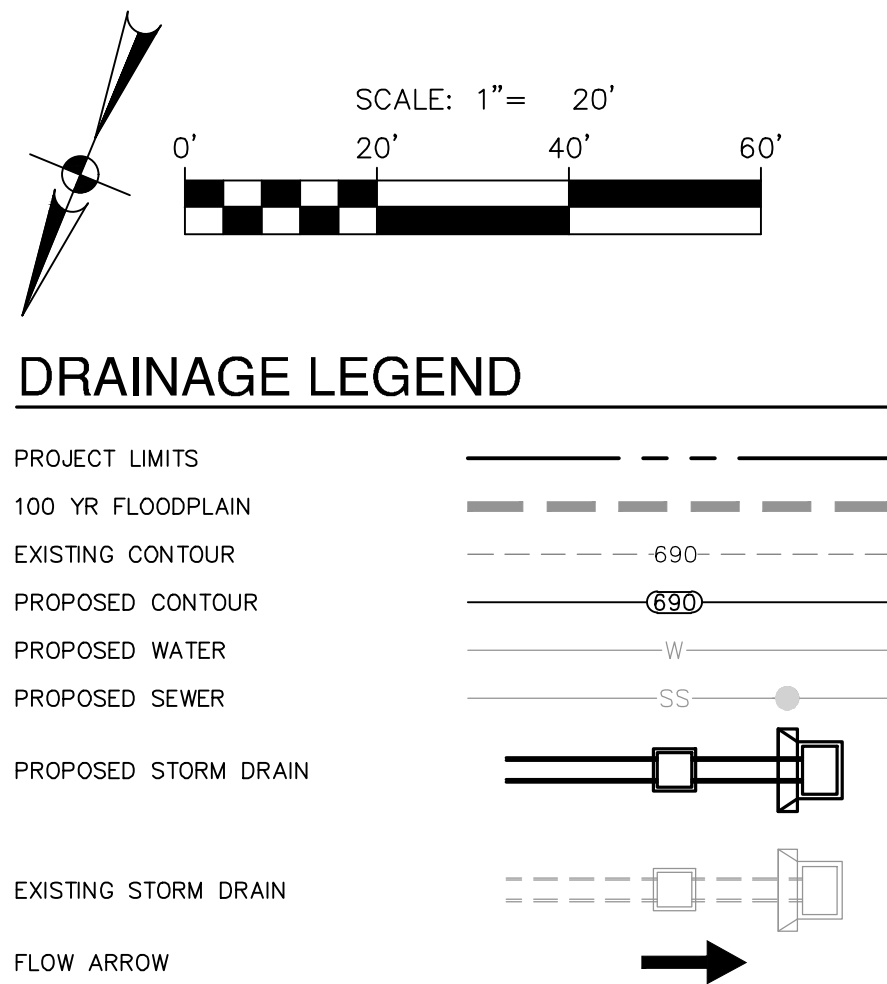 SCALE: 1"= 20'
0' 20' 40' 60'
DRAINAGE LEGEND
PROJECT LIMITS
100 YR FLOODPLAIN
EXISTING CONTOUR 690
PROPOSED CONTOUR 690
PROPOSED WATER W
PROPOSED SEWER SS
PROPOSED STORM DRAIN
EXISTING STORM DRAIN
FLOW ARROW